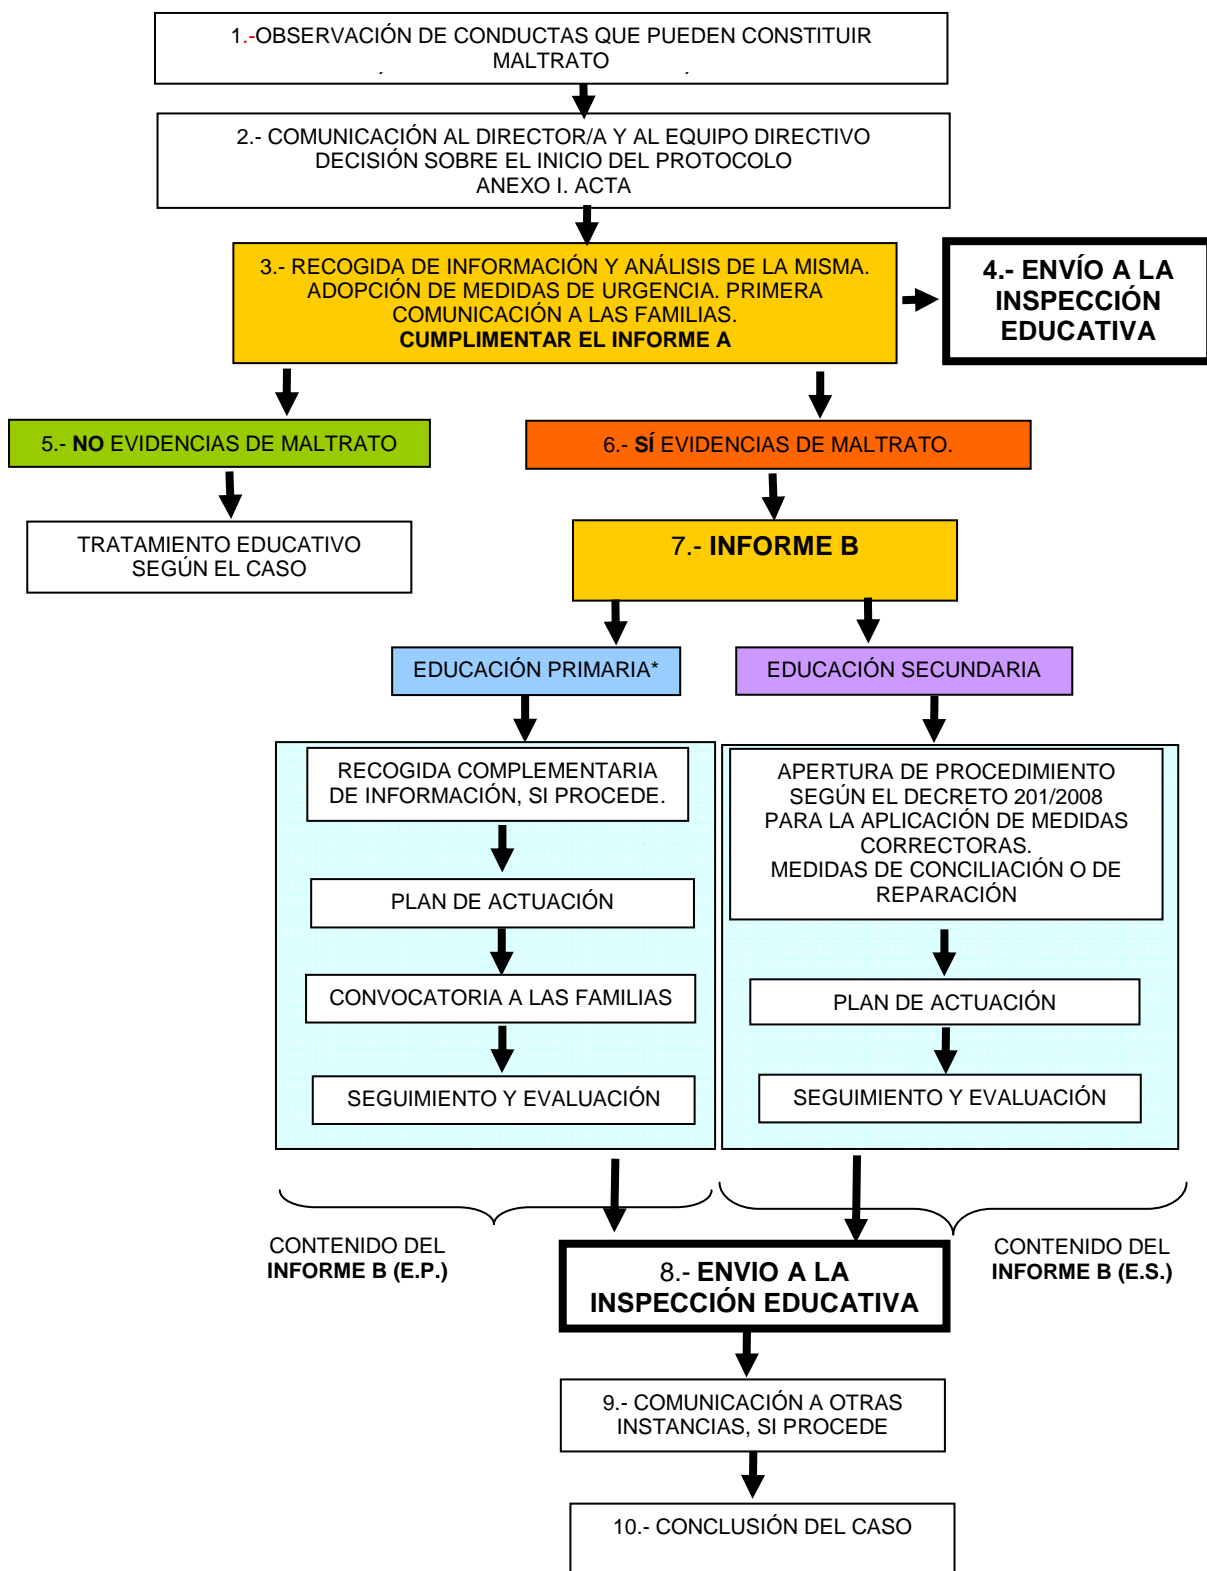 1.-OBSERVACIÓN DE CONDUCTAS QUE PUEDEN CONSTITUIR
MALTRATO
2.- COMUNICACIÓN AL DIRECTOR/A Y AL EQUIPO DIRECTIVO
DECISIÓN SOBRE EL INICIO DEL PROTOCOLO
ANEXO I. ACTA
3.- RECOGIDA DE INFORMACIÓN Y ANÁLISIS DE LA MISMA.
ADOPCIÓN DE MEDIDAS DE URGENCIA. PRIMERA
COMUNICACIÓN A LAS FAMILIAS.
CUMPLIMENTAR EL INFORME A
4.- ENVÍO A LA
INSPECCIÓN
EDUCATIVA
5.- NO EVIDENCIAS DE MALTRATO
6.- SÍ EVIDENCIAS DE MALTRATO.
TRATAMIENTO EDUCATIVO
SEGÚN EL CASO
7.- INFORME B
EDUCACIÓN PRIMARIA*
EDUCACIÓN SECUNDARIA
RECOGIDA COMPLEMENTARIA
DE INFORMACIÓN, SI PROCEDE.
PLAN DE ACTUACIÓN
CONVOCATORIA A LAS FAMILIAS
SEGUIMIENTO Y EVALUACIÓN
APERTURA DE PROCEDIMIENTO
SEGÚN EL DECRETO 201/2008
PARA LA APLICACIÓN DE MEDIDAS
CORRECTORAS.
MEDIDAS DE CONCILIACIÓN O DE
REPARACIÓN
PLAN DE ACTUACIÓN
SEGUIMIENTO Y EVALUACIÓN
CONTENIDO DEL
INFORME B (E.P.)
CONTENIDO DEL
INFORME B (E.S.)
8.- ENVIO A LA
INSPECCIÓN EDUCATIVA
9.- COMUNICACIÓN A OTRAS
INSTANCIAS, SI PROCEDE
10.- CONCLUSIÓN DEL CASO